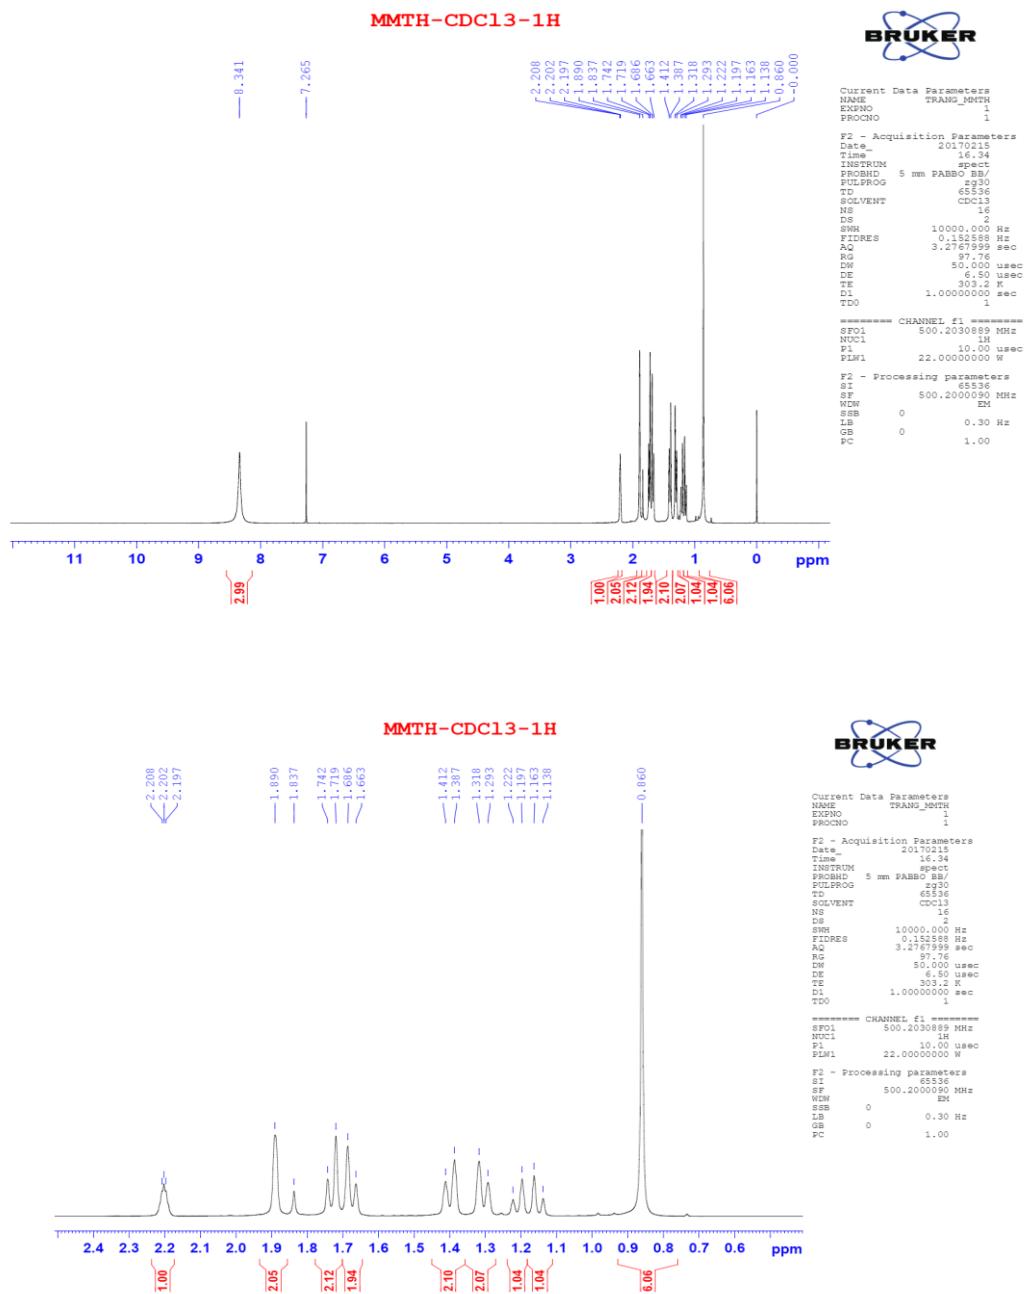 MMTH-CDCl3-1H
BRUKER
8.341
7.265
2.208
2.202
2.197
1.890
1.837
1.742
1.719
1.686
1.663
1.412
1.387
1.318
1.293
1.222
1.197
1.163
1.138
0.860
-0.000
Current Data Parameters
NAME TRANG_MMTH
EXPNO 1
PROCNO 1
F2 - Acquisition Parameters
Date_ 20170215
Time 16.34
INSTRUM spect
PROBHD 5 mm PABBO BB/
PULPROG zg30
TD 65536
SOLVENT CDCl3
NS 16
DS 2
SWH 10000.000 Hz
FIDRES 0.152588 Hz
AQ 3.2767999 sec
RG 97.76
DW 50.000 usec
DE 6.50 usec
TE 303.2 K
D1 1.00000000 sec
TD0 1
======== CHANNEL f1 ========
SFO1 500.2030889 MHz
NUC1 1H
P1 10.00 usec
PLW1 22.00000000 W
F2 - Processing parameters
SI 65536
SF 500.2000090 MHz
WDW EM
SSB 0
LB 0.30 Hz
GB 0
PC 1.00
11 10 9 8 7 6 5 4 3 2 1 0 ppm
2.99
1.00
2.05
2.12
1.94
2.10
2.07
1.04
1.04
6.06
MMTH-CDCl3-1H
BRUKER
2.208
2.202
2.197
1.890
1.837
1.742
1.719
1.686
1.663
1.412
1.387
1.318
1.293
1.222
1.197
1.163
1.138
0.860
Current Data Parameters
NAME TRANG_MMTH
EXPNO 1
PROCNO 1
F2 - Acquisition Parameters
Date_ 20170215
Time 16.34
INSTRUM spect
PROBHD 5 mm PABBO BB/
PULPROG zg30
TD 65536
SOLVENT CDCl3
NS 16
DS 2
SWH 10000.000 Hz
FIDRES 0.152588 Hz
AQ 3.2767999 sec
RG 97.76
DW 50.000 usec
DE 6.50 usec
TE 303.2 K
D1 1.00000000 sec
TD0 1
======== CHANNEL f1 ========
SFO1 500.2030889 MHz
NUC1 1H
P1 10.00 usec
PLW1 22.00000000 W
F2 - Processing parameters
SI 65536
SF 500.2000090 MHz
WDW EM
SSB 0
LB 0.30 Hz
GB 0
PC 1.00
2.4 2.3 2.2 2.1 2.0 1.9 1.8 1.7 1.6 1.5 1.4 1.3 1.2 1.1 1.0 0.9 0.8 0.7 0.6 ppm
1.00
2.05
2.12
1.94
2.10
2.07
1.04
1.04
6.06